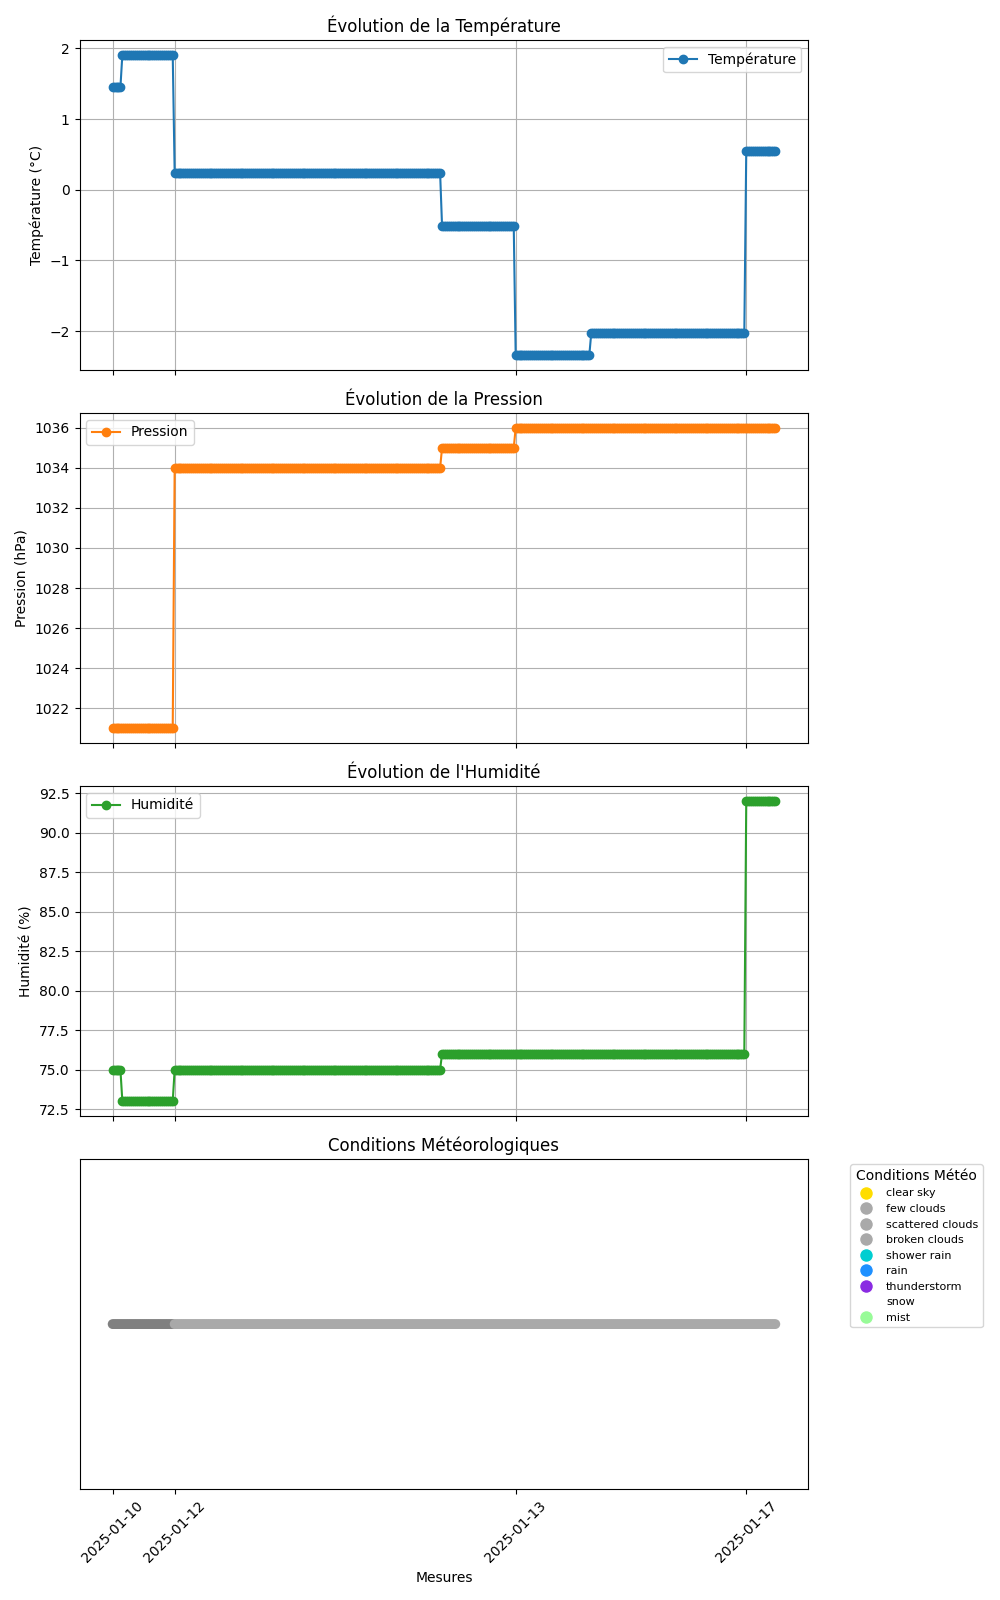 Évolution de la Température
2
1
0
−1
−2
Température (°C)
Température
Évolution de la Pression
1036
1034
1032
1030
1028
1026
1024
1022
Pression (hPa)
Pression
Évolution de l'Humidité
92.5
90.0
87.5
85.0
82.5
80.0
77.5
75.0
72.5
Humidité (%)
Humidité
Conditions Météorologiques
Conditions Météo
clear sky
few clouds
scattered clouds
broken clouds
shower rain
rain
thunderstorm
snow
mist
2025-01-10
2025-01-12
2025-01-13
2025-01-17
Mesures